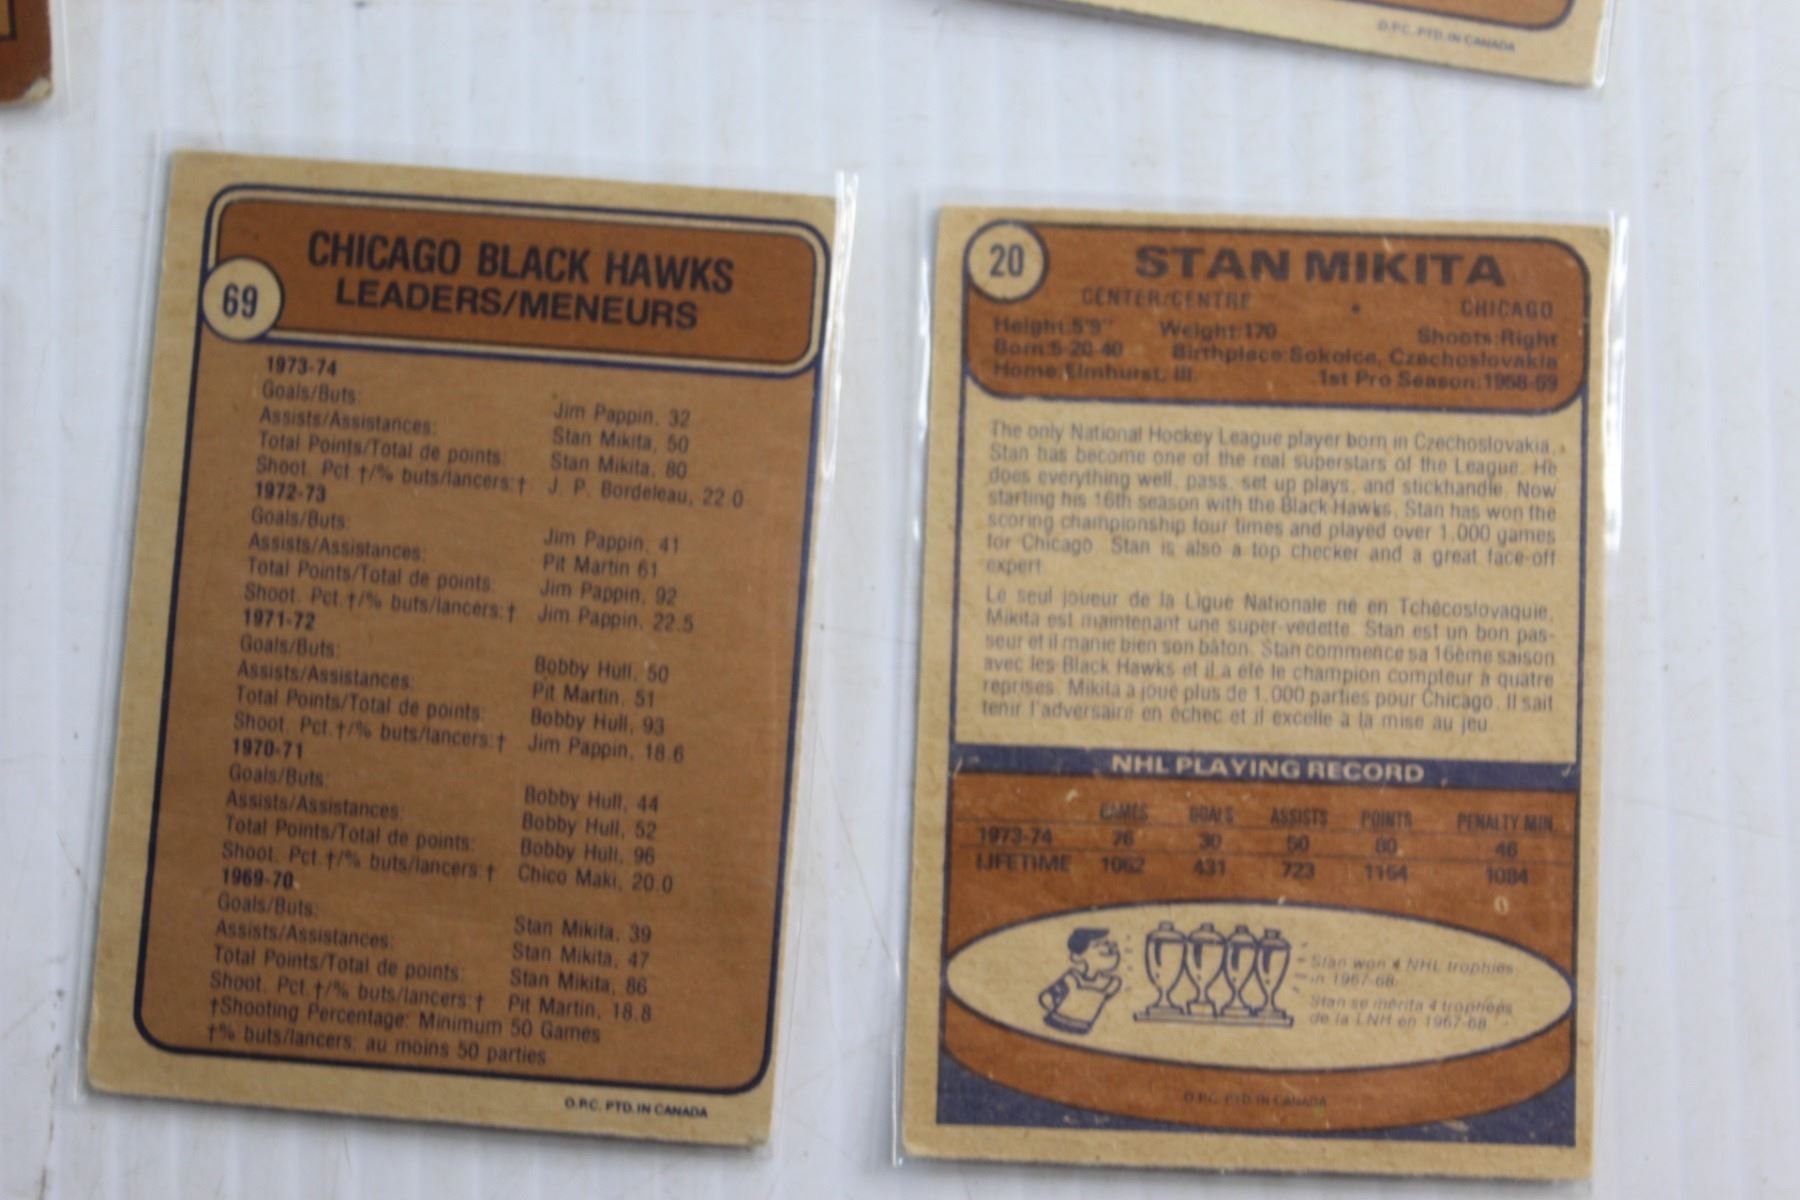 O.P.C. PTD. IN CANADA
69
CHICAGO BLACK HAWKS
LEADERS/MENEURS
1973-74
Goals/Buts: Jim Pappin, 32
Assists/Assistances: Stan Mikita, 50
Total Points/Total de points: Stan Mikita, 80
Shoot. Pct †/% buts/lancers:† J. P. Bordeleau, 22.0
1972-73
Goals/Buts: Jim Pappin, 41
Assists/Assistances: Pit Martin 61
Total Points/Total de points: Jim Pappin, 92
Shoot. Pct.†/% buts/lancers:† Jim Pappin, 22.5
1971-72
Goals/Buts: Bobby Hull, 50
Assists/Assistances: Pit Martin, 51
Total Points/Total de points: Bobby Hull, 93
Shoot. Pct.†/% buts/lancers:† Jim Pappin, 18.6
1970-71
Goals/Buts: Bobby Hull, 44
Assists/Assistances: Bobby Hull, 52
Total Points/Total de points: Bobby Hull, 96
Shoot. Pct †/% buts/lancers:† Chico Maki, 20.0
1969-70
Goals/Buts: Stan Mikita, 39
Assists/Assistances: Stan Mikita, 47
Total Points/Total de points: Stan Mikita, 86
Shoot. Pct.†/% buts/lancers:† Pit Martin, 18.8
†Shooting Percentage: Minimum 50 Games
†% buts/lancers: au moins 50 parties
O.P.C. PTD. IN CANADA
20
STAN MIKITA
CENTER/CENTRE • CHICAGO
Height:5'9" Weight:170 Shoots:Right
Born:5-20-40 Birthplace:Sokolce, Czechoslovakia
Home:Elmhurst, Ill. 1st Pro Season:1958-59
The only National Hockey League player born in Czechoslovakia,
Stan has become one of the real superstars of the League. He
does everything well, pass, set up plays, and stickhandle. Now
starting his 16th season with the Black Hawks, Stan has won the
scoring championship four times and played over 1,000 games
for Chicago. Stan is also a top checker and a great face-off
expert.
Le seul joueur de la Ligue Nationale né en Tchécoslovaquie,
Mikita est maintenant une super-vedette. Stan est un bon pas-
seur et il manie bien son bâton. Stan commence sa 16ème saison
avec les Black Hawks et il a été le champion compteur à quatre
reprises. Mikita a joué plus de 1,000 parties pour Chicago. Il sait
tenir l'adversaire en échec et il excelle à la mise au jeu.
NHL PLAYING RECORD
GAMES GOALS ASSISTS POINTS PENALTY MIN.
1973-74 76 30 50 80 46
LIFETIME 1062 431 723 1154 1084
Stan won 4 NHL trophies
in 1967-68.
Stan se mérita 4 trophées
de la LNH en 1967-68
O.P.C. PTD. IN CANADA